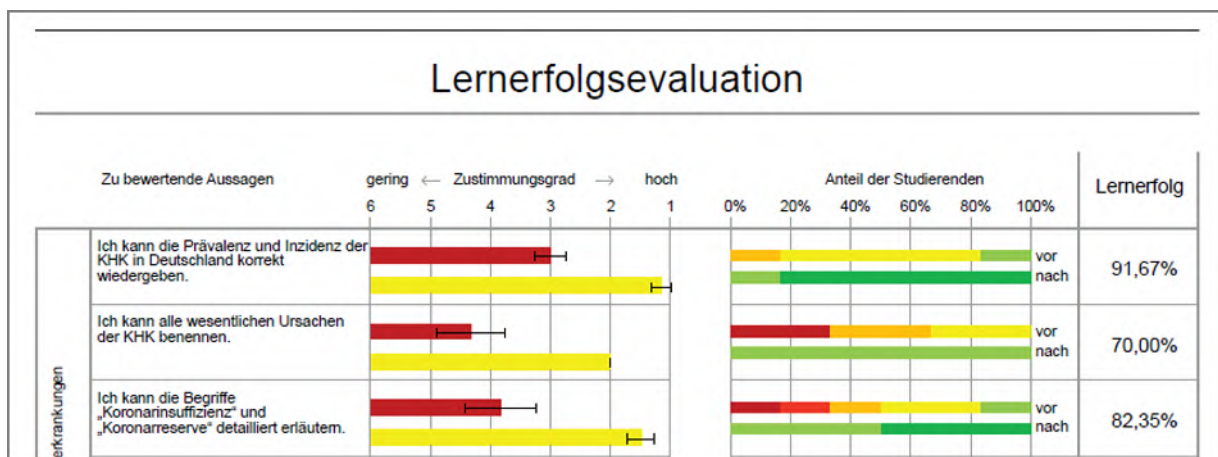 Lernerfolgsevaluation
Zu bewertende Aussagen
gering ← Zustimmungsgrad → hoch
6 5 4 3 2 1
Anteil der Studierenden
0% 20% 40% 60% 80% 100%
Lernerfolg
Ich kann die Prävalenz und Inzidenz der
KHK in Deutschland korrekt
wiedergeben.
vor
nach
91,67%
Ich kann alle wesentlichen Ursachen
der KHK benennen.
vor
nach
70,00%
Ich kann die Begriffe
„Koronarinsuffizienz“ und
„Koronarreserve“ detailliert erläutern.
vor
nach
82,35%
erkrankungen